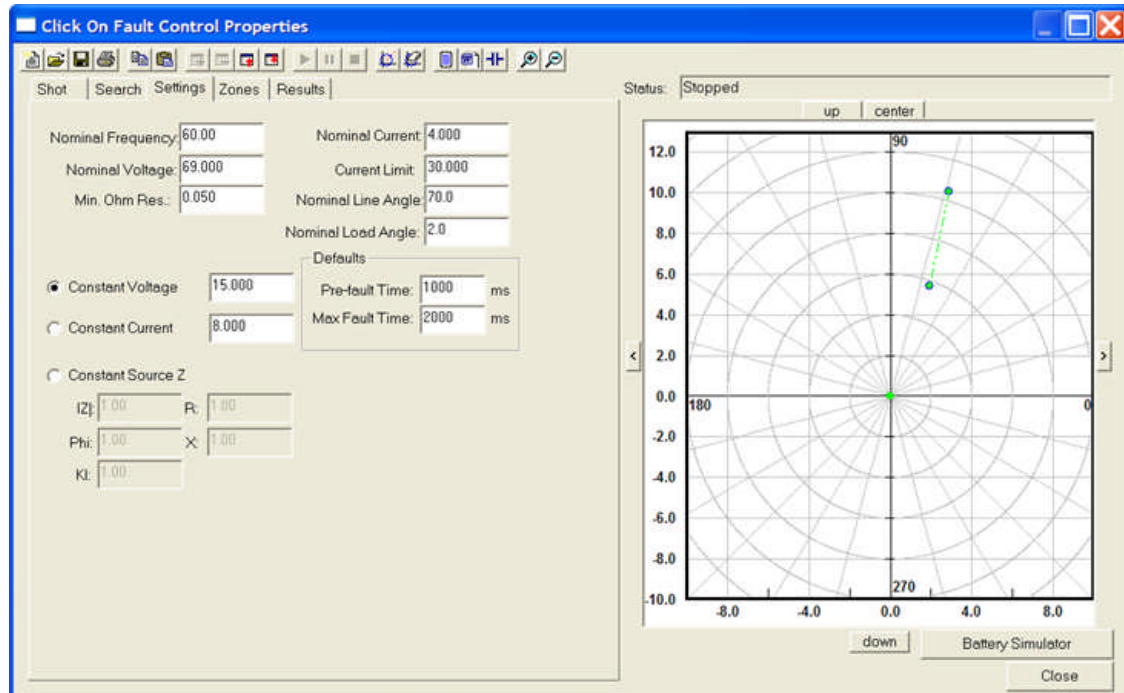 Click On Fault Control Properties
Shot Search Settings Zones Results
Status: Stopped
up center
Nominal Frequency: 60.00 Nominal Current: 4.000
Nominal Voltage: 69.000 Current Limit: 30.000
Min. Ohm Res.: 0.050 Nominal Line Angle: 70.0
Nominal Load Angle: 2.0
Defaults
Constant Voltage 15.000 Pre-fault Time: 1000 ms
Constant Current 8.000 Max Fault Time: 2000 ms
Constant Source Z
|Z|: 1.00 R: 1.00
Phi: 1.00 X: 1.00
Kl: 1.00
90
12.0
10.0
8.0
6.0
4.0
2.0
<
>
0.0
180 0
-2.0
-4.0
-6.0
-8.0
270
-10.0
-8.0 -4.0 0.0 4.0 8.0
down Battery Simulator
Close